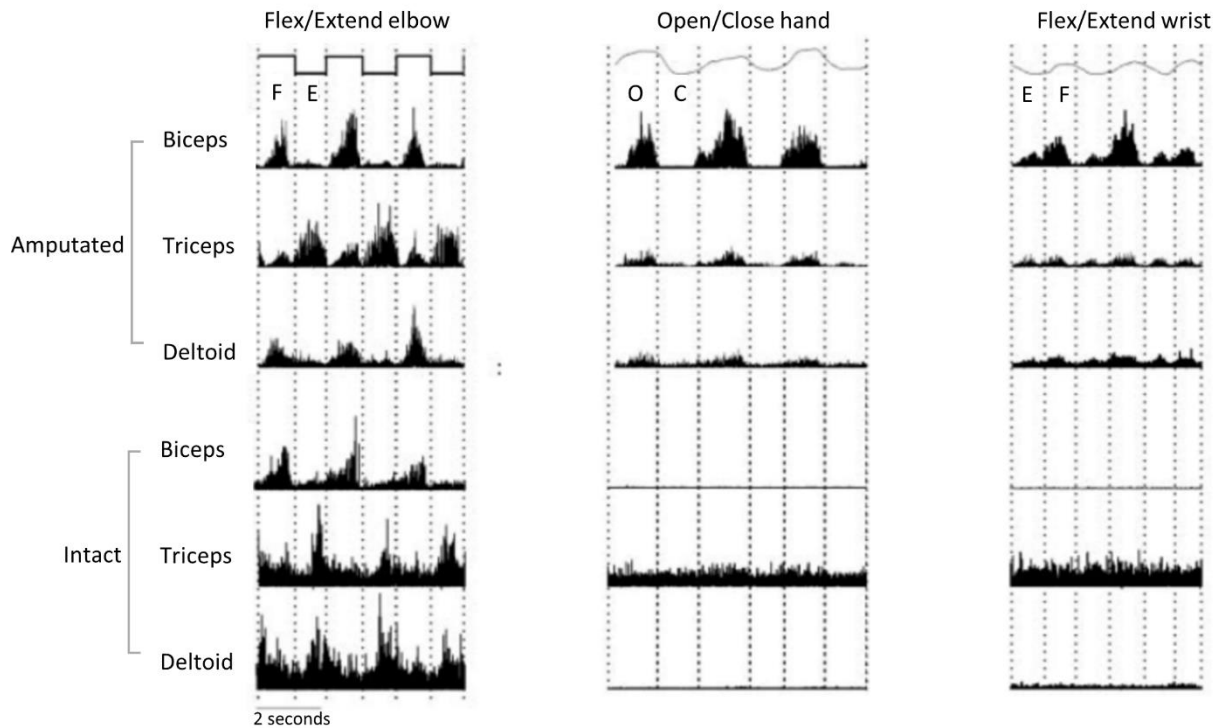 Flex/Extend elbow
Open/Close hand
Flex/Extend wrist
F E
O C
E F
Biceps
Amputated
Triceps
Deltoid
Biceps
Intact
Triceps
Deltoid
2 seconds